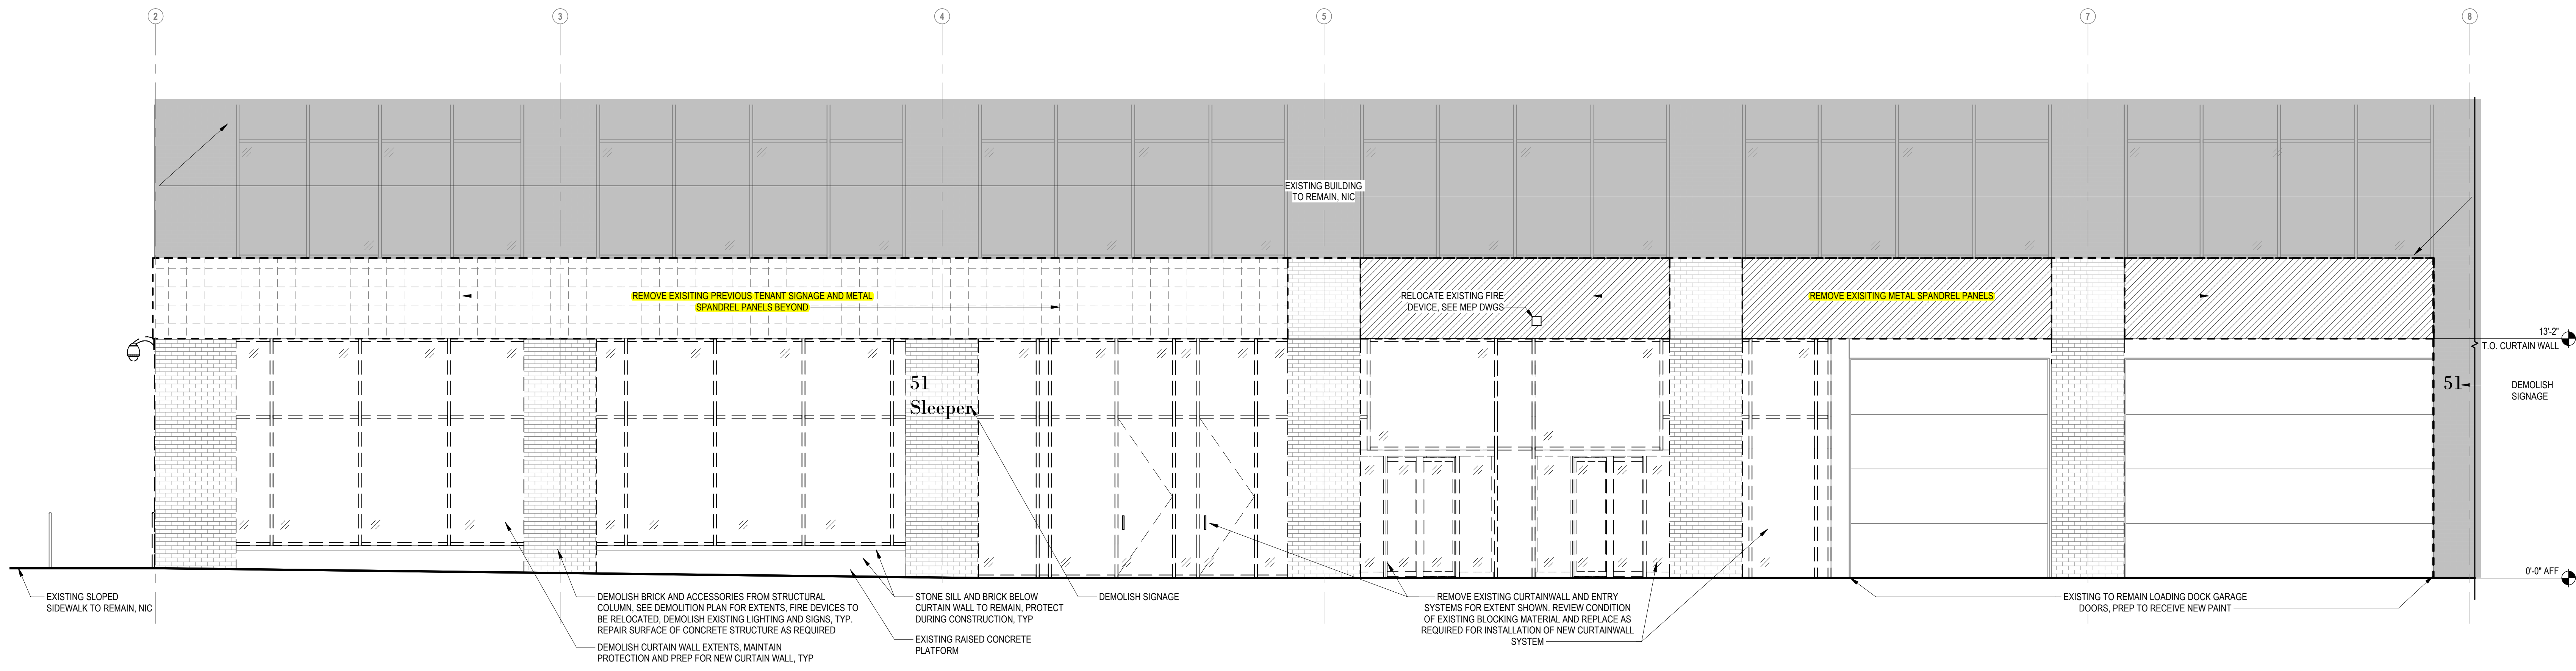 2
3
4
5
7
8
EXISTING BUILDING
TO REMAIN, NIC
REMOVE EXISITING PREVIOUS TENANT SIGNAGE AND METAL
SPANDREL PANELS BEYOND
RELOCATE EXISTING FIRE
DEVICE, SEE MEP DWGS
REMOVE EXISITING METAL SPANDREL PANELS
13'-2"
T.O. CURTAIN WALL
51
Sleeper
51
DEMOLISH
SIGNAGE
0'-0" AFF
EXISTING SLOPED
SIDEWALK TO REMAIN, NIC
DEMOLISH BRICK AND ACCESSORIES FROM STRUCTURAL
COLUMN, SEE DEMOLITION PLAN FOR EXTENTS, FIRE DEVICES TO
BE RELOCATED, DEMOLISH EXISTING LIGHTING AND SIGNS, TYP.
REPAIR SURFACE OF CONCRETE STRUCTURE AS REQUIRED
DEMOLISH CURTAIN WALL EXTENTS, MAINTAIN
PROTECTION AND PREP FOR NEW CURTAIN WALL, TYP
STONE SILL AND BRICK BELOW
CURTAIN WALL TO REMAIN, PROTECT
DURING CONSTRUCTION, TYP
EXISTING RAISED CONCRETE
PLATFORM
DEMOLISH SIGNAGE
REMOVE EXISTING CURTAINWALL AND ENTRY
SYSTEMS FOR EXTENT SHOWN. REVIEW CONDITION
OF EXISTING BLOCKING MATERIAL AND REPLACE AS
REQUIRED FOR INSTALLATION OF NEW CURTAINWALL
SYSTEM
EXISTING TO REMAIN LOADING DOCK GARAGE
DOORS, PREP TO RECEIVE NEW PAINT